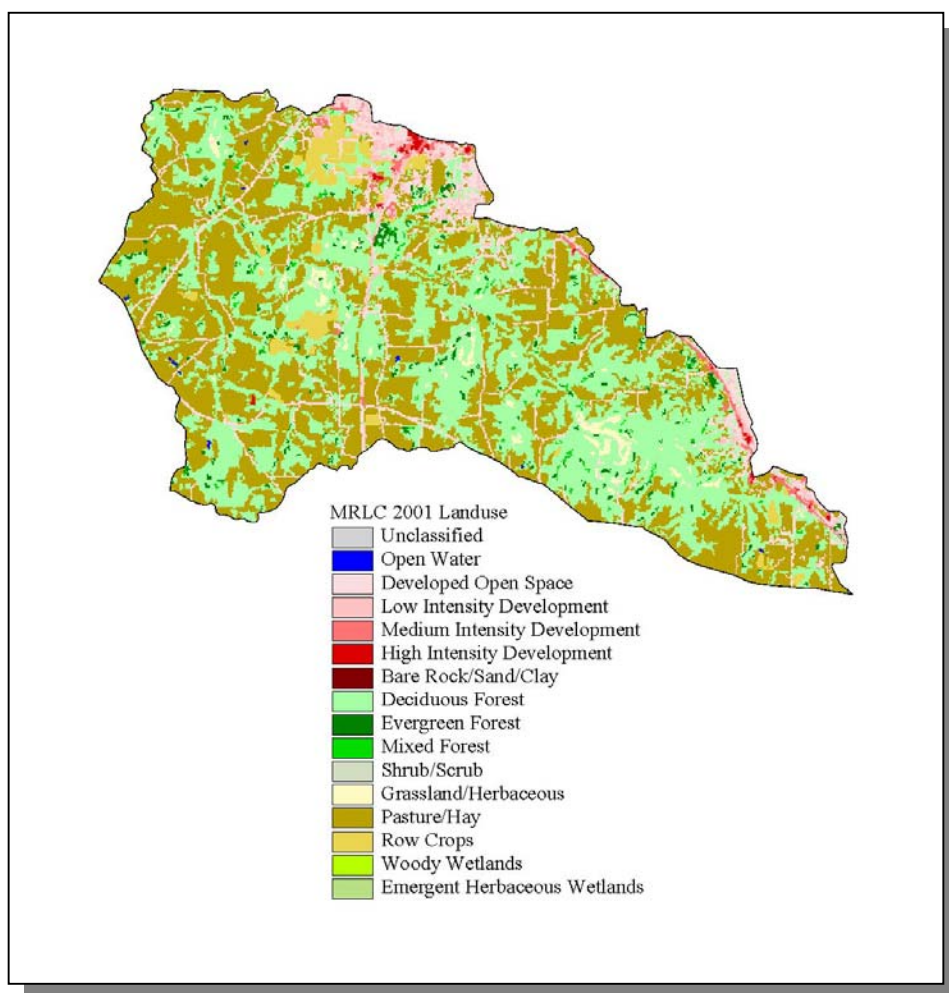 MRLC 2001 Landuse
Unclassified
Open Water
Developed Open Space
Low Intensity Development
Medium Intensity Development
High Intensity Development
Bare Rock/Sand/Clay
Deciduous Forest
Evergreen Forest
Mixed Forest
Shrub/Scrub
Grassland/Herbaceous
Pasture/Hay
Row Crops
Woody Wetlands
Emergent Herbaceous Wetlands